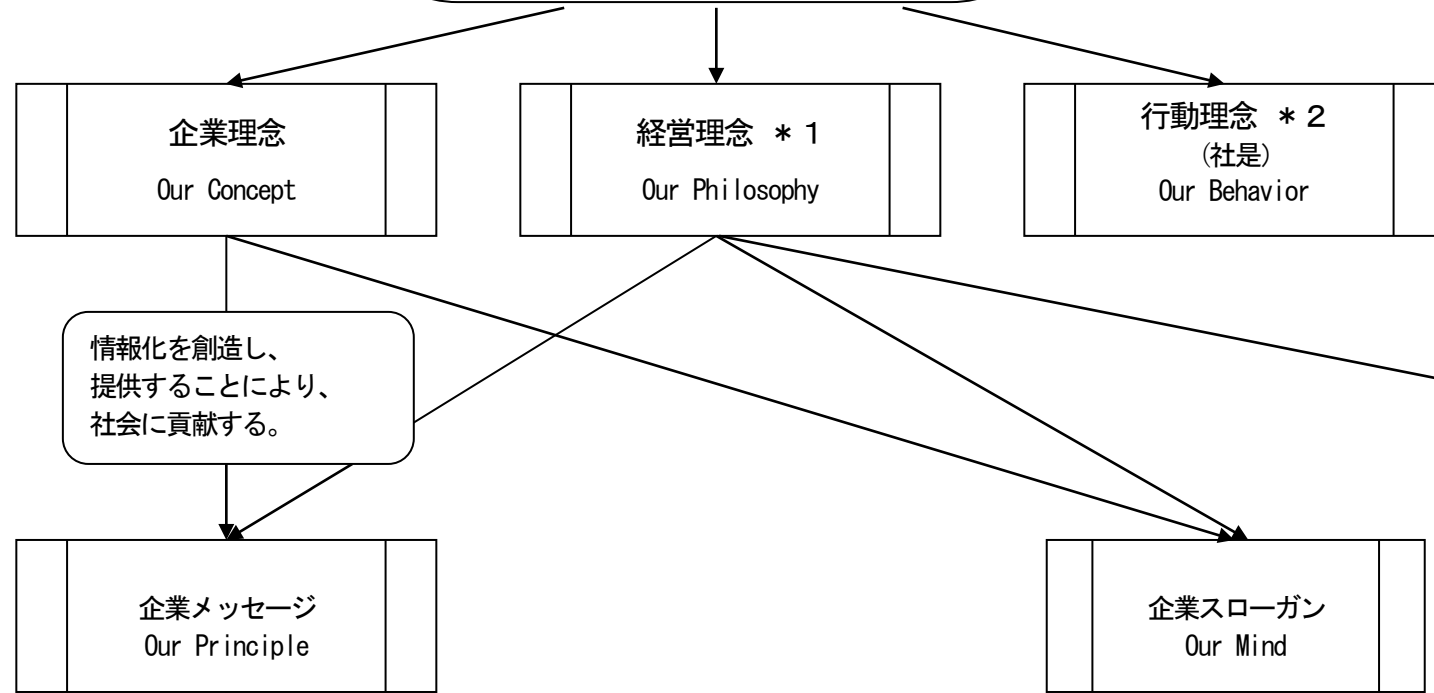 企業理念
Our Concept
経営理念 ＊１
Our Philosophy
行動理念 ＊２
(社是)
Our Behavior
情報化を創造し、
提供することにより、
社会に貢献する。
企業メッセージ
Our Principle
企業スローガン
Our Mind